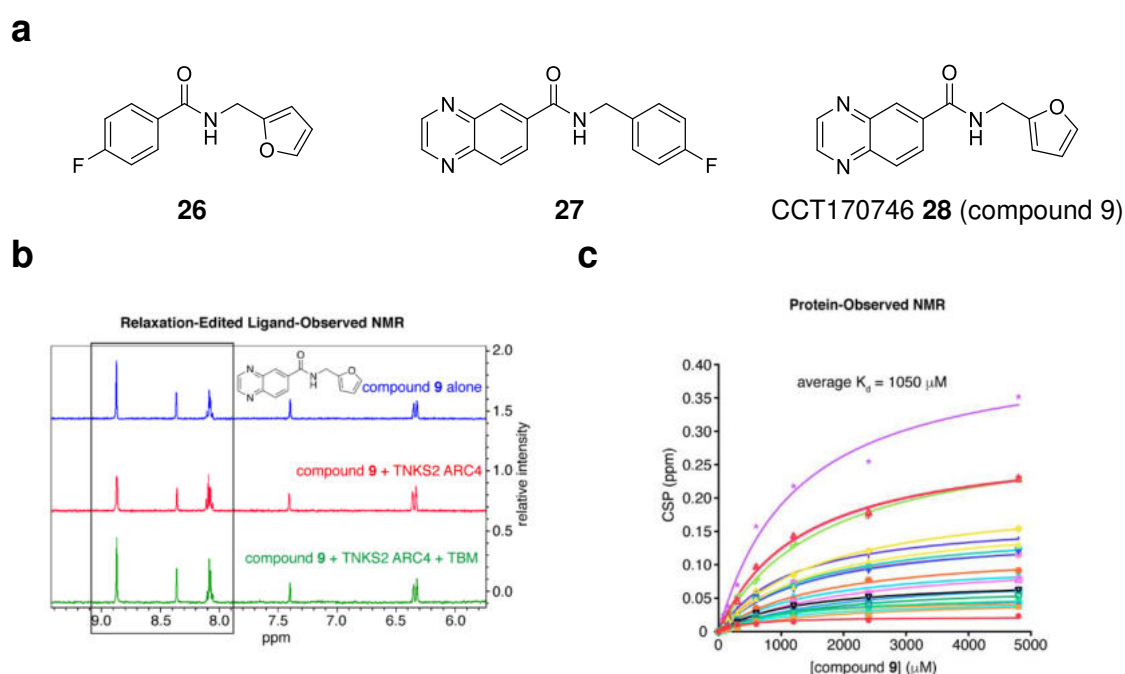 a
O
N
H
F
O
26
N
N
O
N
H
F
27
N
N
O
N
H
O
CCT170746 28 (compound 9)
b
c
Relaxation-Edited Ligand-Observed NMR
N
N
O
N
H
O
compound 9 alone
compound 9 + TNKS2 ARC4
compound 9 + TNKS2 ARC4 + TBM
2.0
1.5
1.0
0.5
0.0
relative intensity
9.0 8.5 8.0 7.5 7.0 6.5 6.0
ppm
Protein-Observed NMR
average Kd = 1050 μM
0.40
0.35
0.30
0.25
0.20
0.15
0.10
0.05
0
CSP (ppm)
0 1000 2000 3000 4000 5000
[compound 9] (μM)